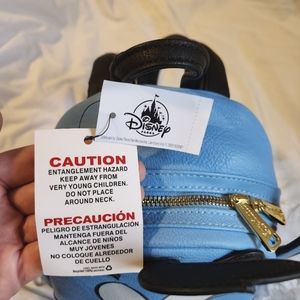 Disney
PARKS
CAUTION
ENTANGLEMENT HAZARD
KEEP AWAY FROM
VERY YOUNG CHILDREN.
DO NOT PLACE
AROUND NECK.
PRECAUCIÓN
PELIGRO DE ESTRANGULACIÓN
MANTENGA FUERA DEL
ALCANCE DE NIÑOS
MUY JÓVENES
NO COLOQUE ALREDEDOR
DE CUELLO